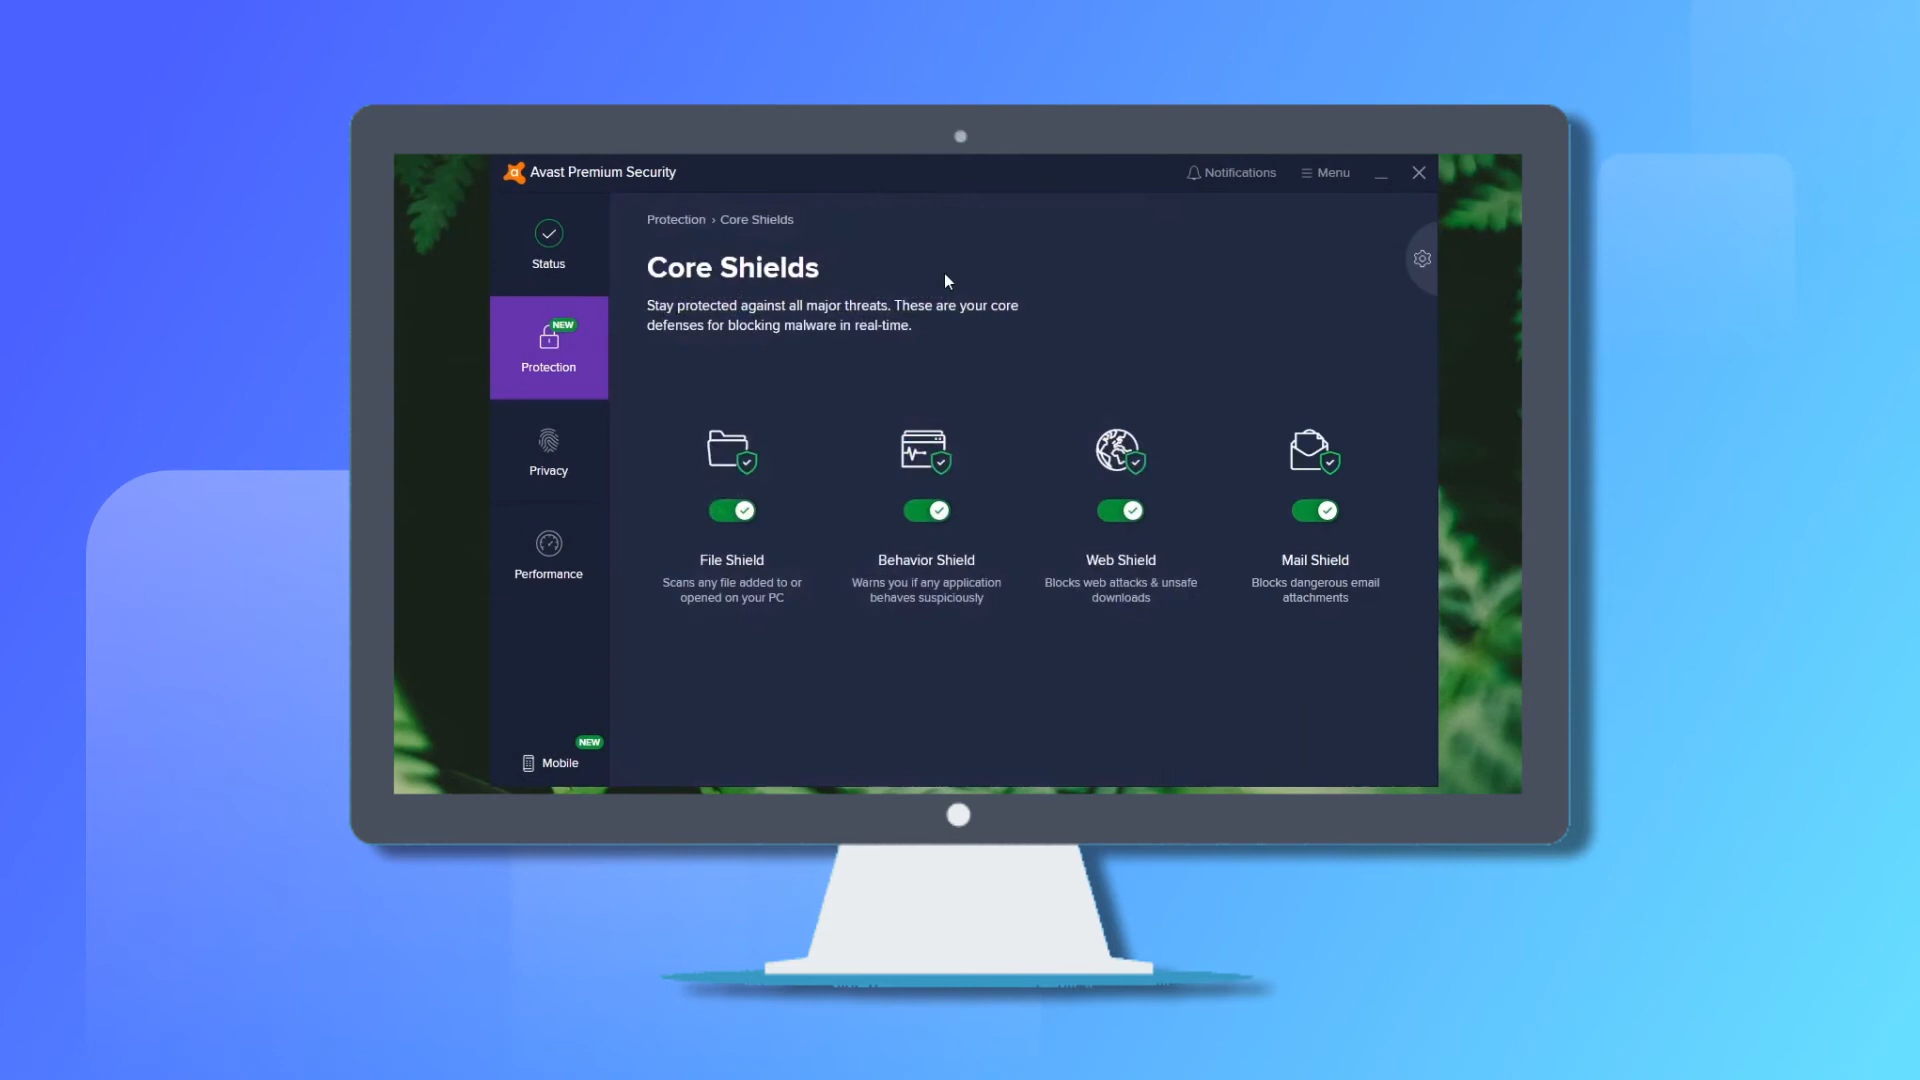 Avast Premium Security
Notifications
Menu
Status
NEW
Protection
Privacy
Performance
NEW
Mobile
Protection › Core Shields
Core Shields
Stay protected against all major threats. These are your core
defenses for blocking malware in real-time.
File Shield
Scans any file added to or
opened on your PC
Behavior Shield
Warns you if any application
behaves suspiciously
Web Shield
Blocks web attacks & unsafe
downloads
Mail Shield
Blocks dangerous email
attachments